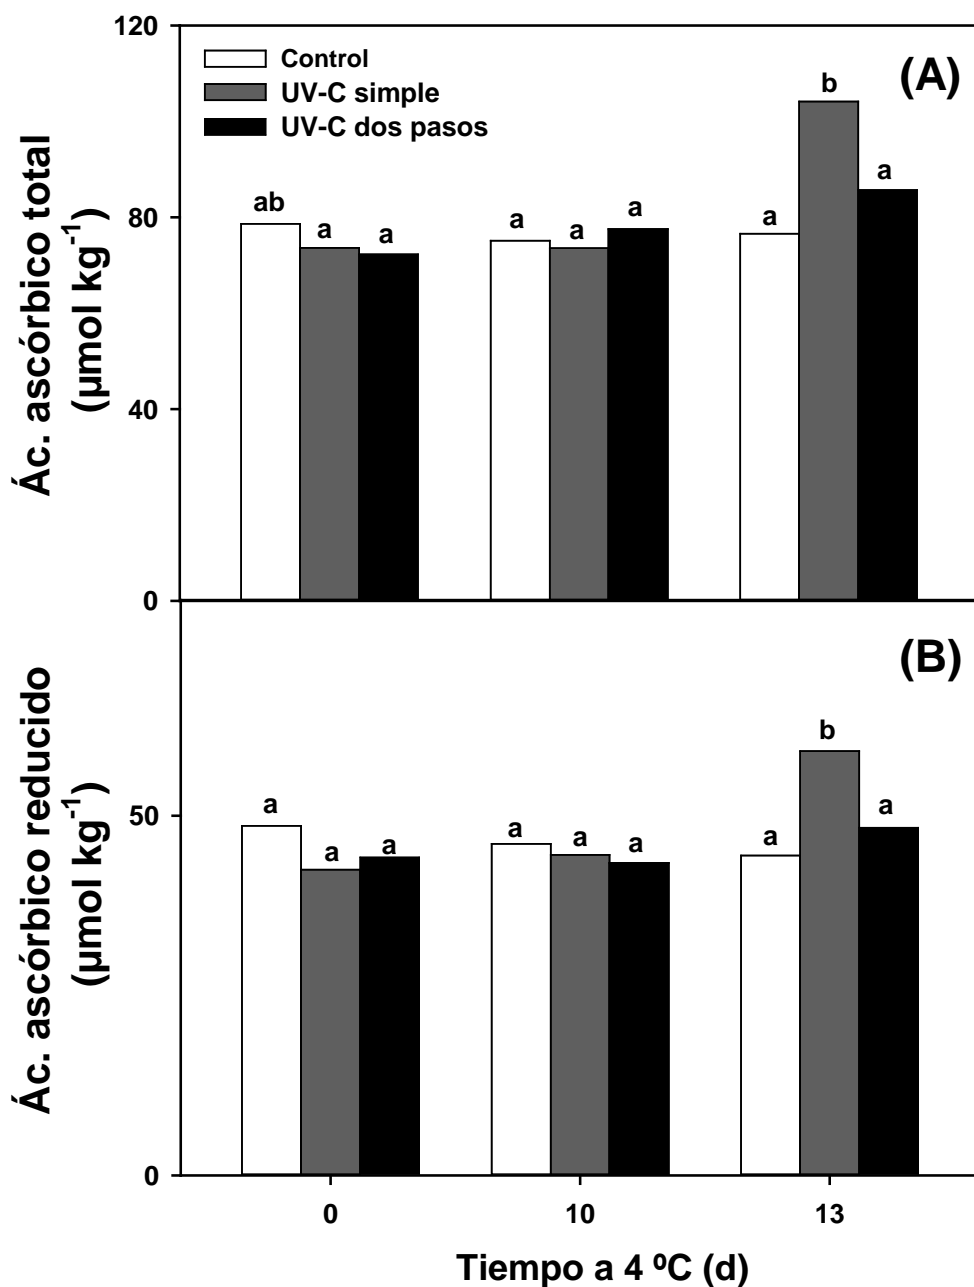 120
Control
UV-C simple
UV-C dos pasos
(A)
ab
a
a
a
a
a
a
b
a
80
40
0
Ác. ascórbico total
(µmol kg⁻¹)
(B)
a
a
a
a
a
a
a
b
a
50
0
Ác. ascórbico reducido
(µmol kg⁻¹)
0
10
13
Tiempo a 4 ºC (d)